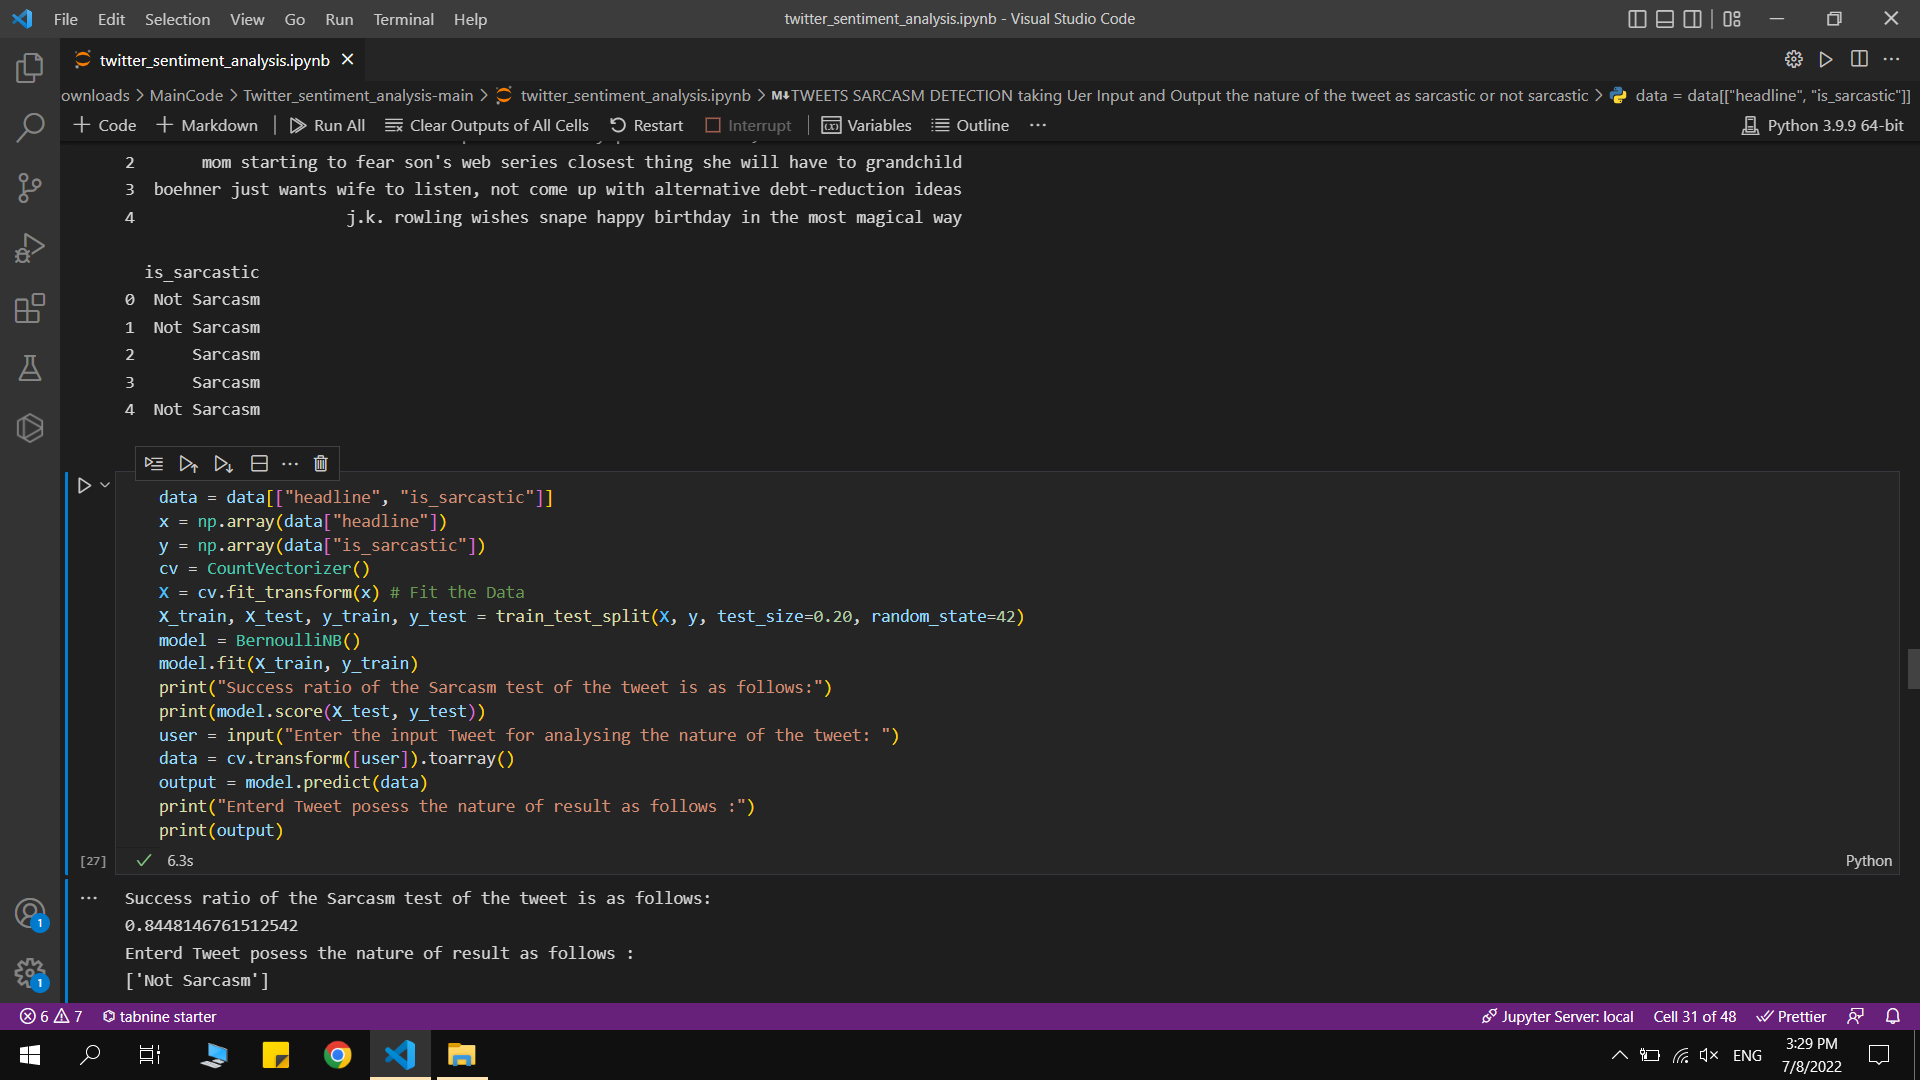 File Edit Selection View Go Run Terminal Help
twitter_sentiment_analysis.ipynb - Visual Studio Code
twitter_sentiment_analysis.ipynb
ownloads > MainCode > Twitter_sentiment_analysis-main > twitter_sentiment_analysis.ipynb > M↓TWEETS SARCASM DETECTION taking Uer Input and Output the nature of the tweet as sarcastic or not sarcastic > data = data[["headline", "is_sarcastic"]]
+ Code + Markdown | Run All Clear Outputs of All Cells Restart Interrupt | Variables Outline ···
Python 3.9.9 64-bit
2 mom starting to fear son's web series closest thing she will have to grandchild
3 boehner just wants wife to listen, not come up with alternative debt-reduction ideas
4 j.k. rowling wishes snape happy birthday in the most magical way
is_sarcastic
0 Not Sarcasm
1 Not Sarcasm
2 Sarcasm
3 Sarcasm
4 Not Sarcasm
data = data[["headline", "is_sarcastic"]]
x = np.array(data["headline"])
y = np.array(data["is_sarcastic"])
cv = CountVectorizer()
X = cv.fit_transform(x) # Fit the Data
X_train, X_test, y_train, y_test = train_test_split(X, y, test_size=0.20, random_state=42)
model = BernoulliNB()
model.fit(X_train, y_train)
print("Success ratio of the Sarcasm test of the tweet is as follows:")
print(model.score(X_test, y_test))
user = input("Enter the input Tweet for analysing the nature of the tweet: ")
data = cv.transform([user]).toarray()
output = model.predict(data)
print("Enterd Tweet posess the nature of result as follows :")
print(output)
[27] 6.3s
Python
Success ratio of the Sarcasm test of the tweet is as follows:
0.8448146761512542
Enterd Tweet posess the nature of result as follows :
['Not Sarcasm']
1
1
6 7 tabnine starter
Jupyter Server: local Cell 31 of 48 Prettier
ENG
3:29 PM
7/8/2022